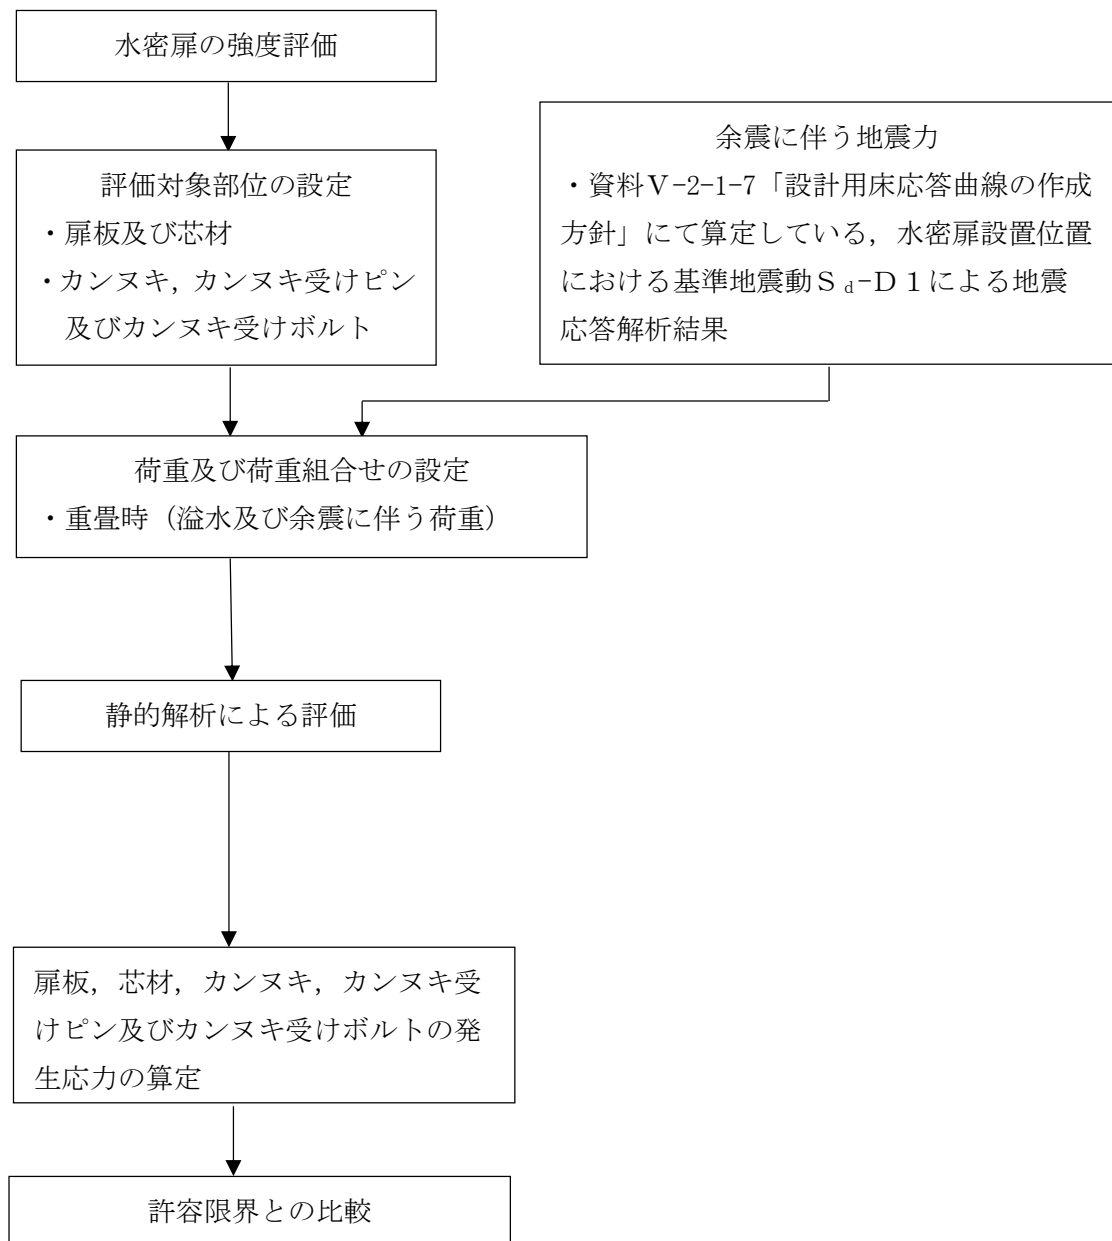 水密扉の強度評価
評価対象部位の設定
・扉板及び芯材
・カンヌキ，カンヌキ受けピン
及びカンヌキ受けボルト
余震に伴う地震力
・資料Ⅴ-2-1-7「設計用床応答曲線の作成
方針」にて算定している，水密扉設置位置
における基準地震動Ｓd-Ｄ１による地震
応答解析結果
荷重及び荷重組合せの設定
・重畳時（溢水及び余震に伴う荷重）
静的解析による評価
扉板，芯材，カンヌキ，カンヌキ受
けピン及びカンヌキ受けボルトの発
生応力の算定
許容限界との比較